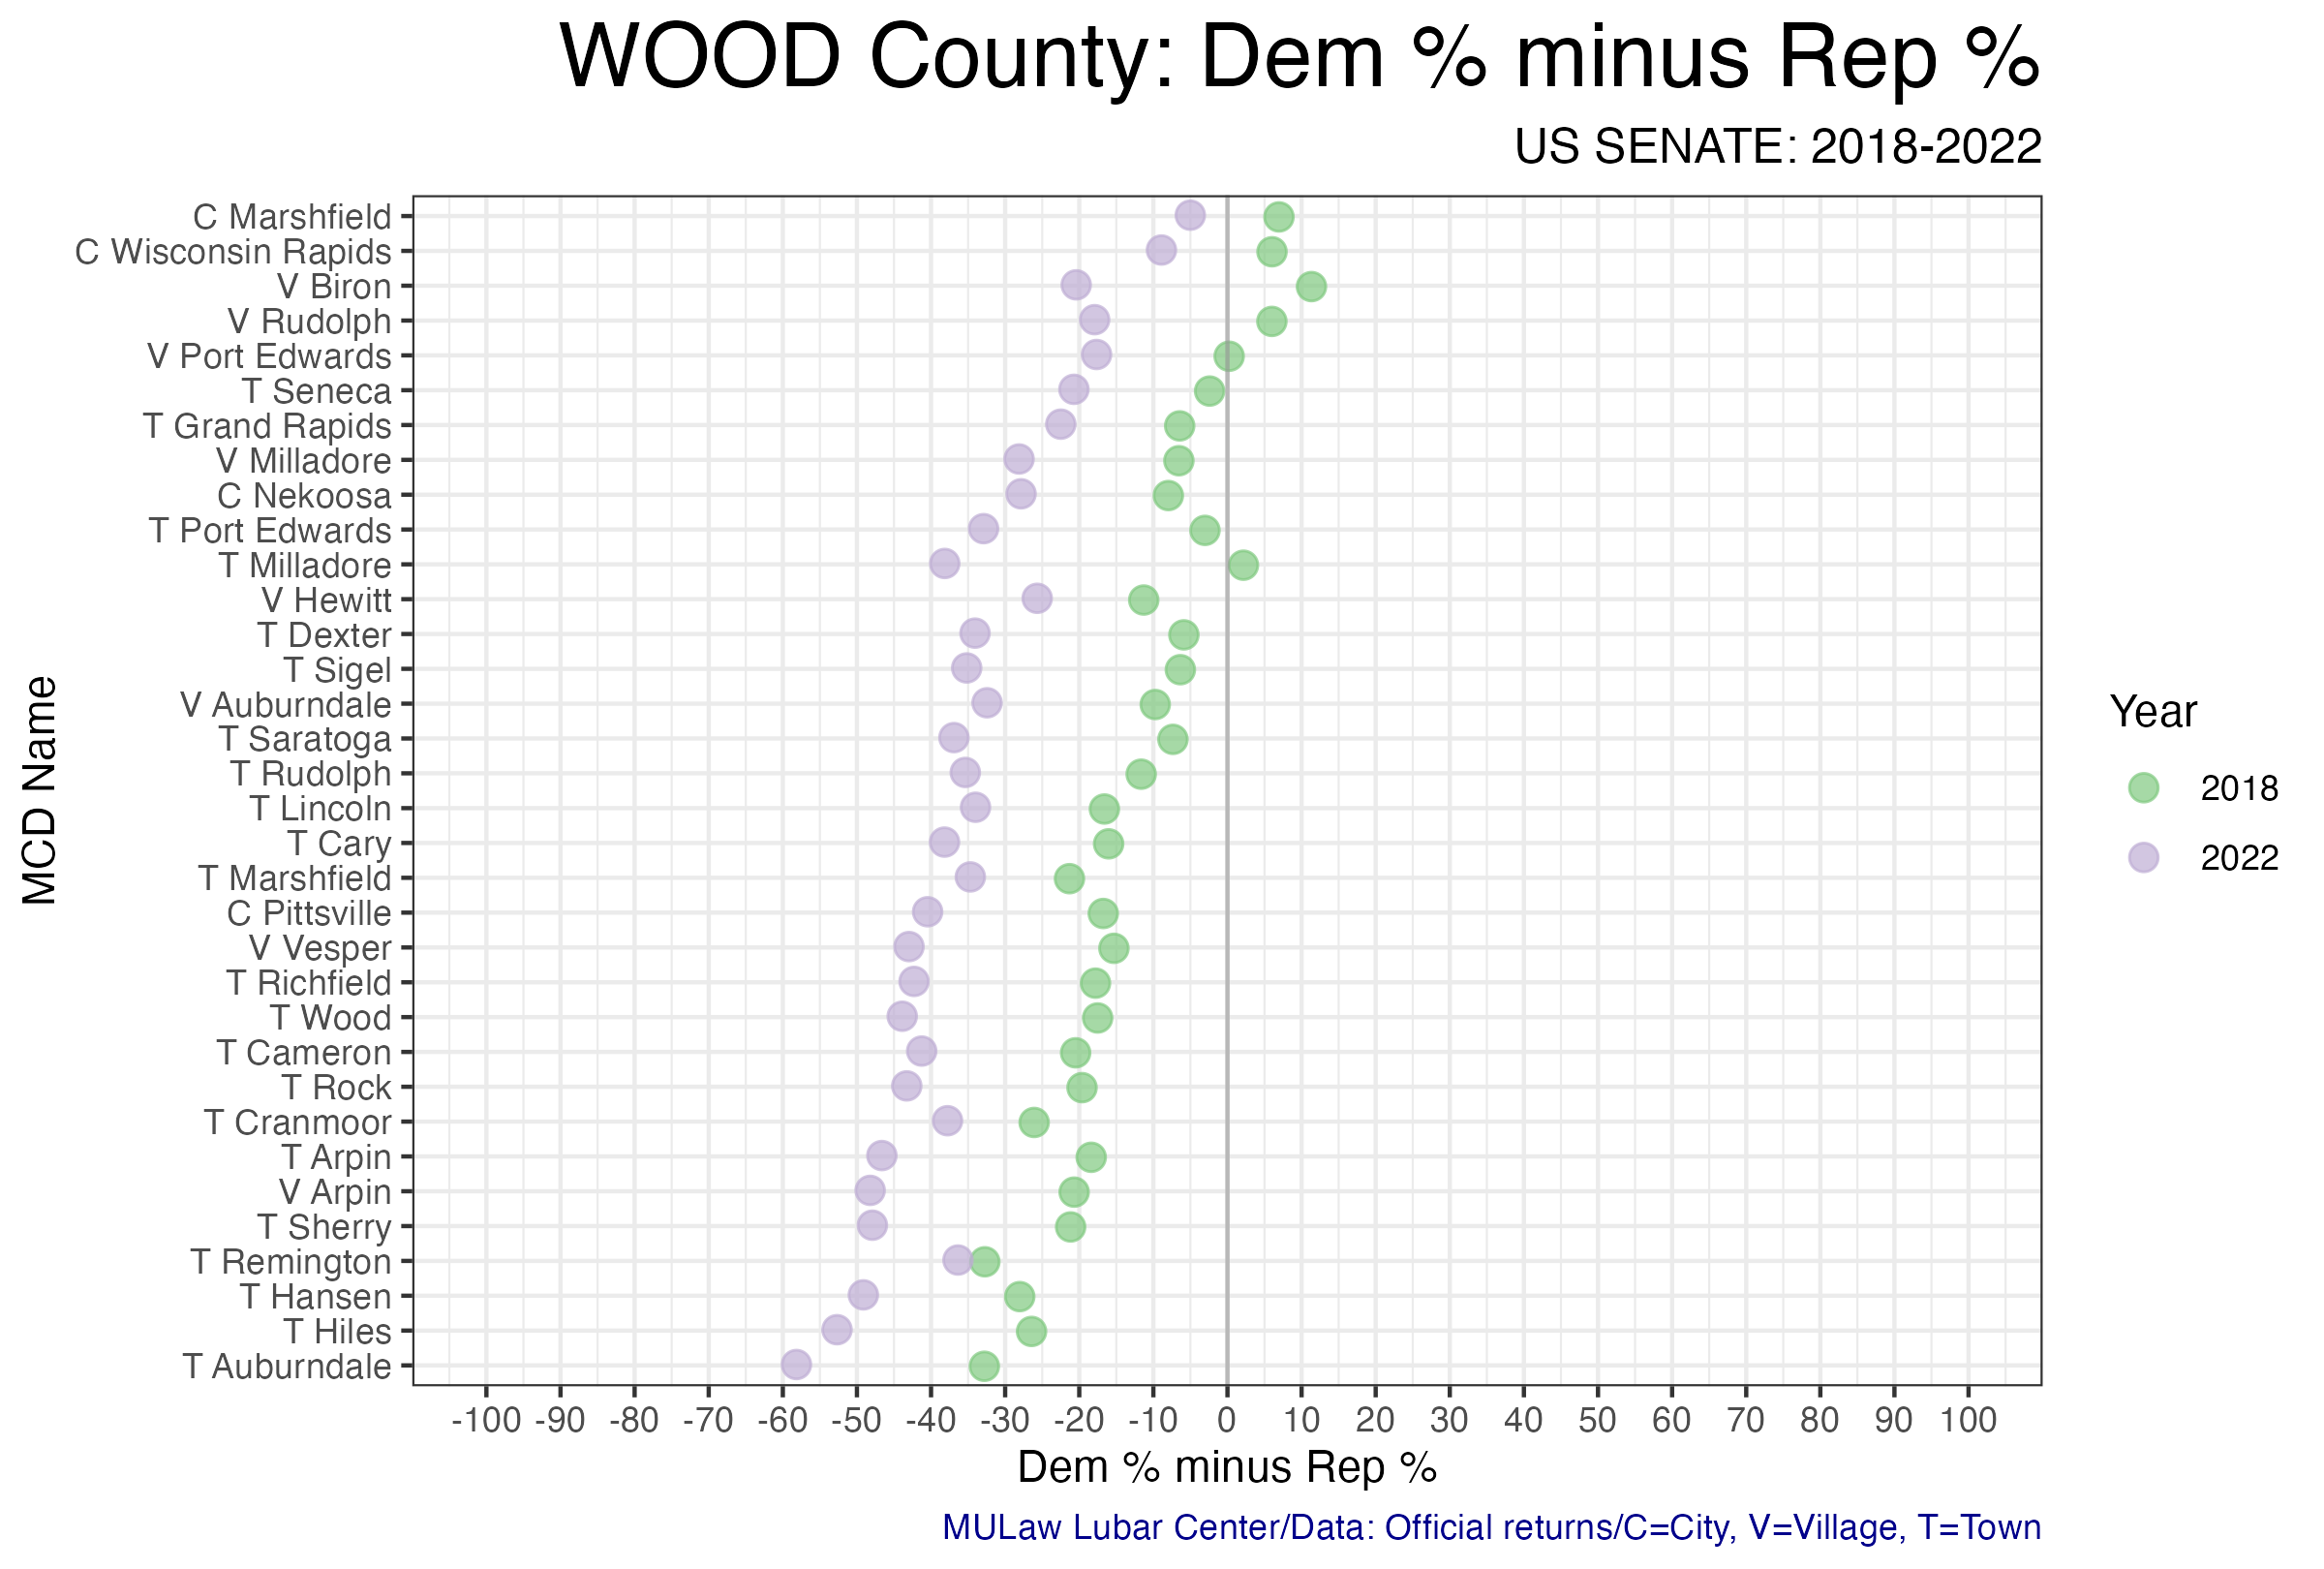 WOOD County: Dem % minus Rep %
US SENATE: 2018-2022
MCD Name
C Marshfield
C Wisconsin Rapids
V Biron
V Rudolph
V Port Edwards
T Seneca
T Grand Rapids
V Milladore
C Nekoosa
T Port Edwards
T Milladore
V Hewitt
T Dexter
T Sigel
V Auburndale
T Saratoga
T Rudolph
T Lincoln
T Cary
T Marshfield
C Pittsville
V Vesper
T Richfield
T Wood
T Cameron
T Rock
T Cranmoor
T Arpin
V Arpin
T Sherry
T Remington
T Hansen
T Hiles
T Auburndale
-100 -90 -80 -70 -60 -50 -40 -30 -20 -10 0 10 20 30 40 50 60 70 80 90 100
Dem % minus Rep %
Year
2018
2022
MULaw Lubar Center/Data: Official returns/C=City, V=Village, T=Town